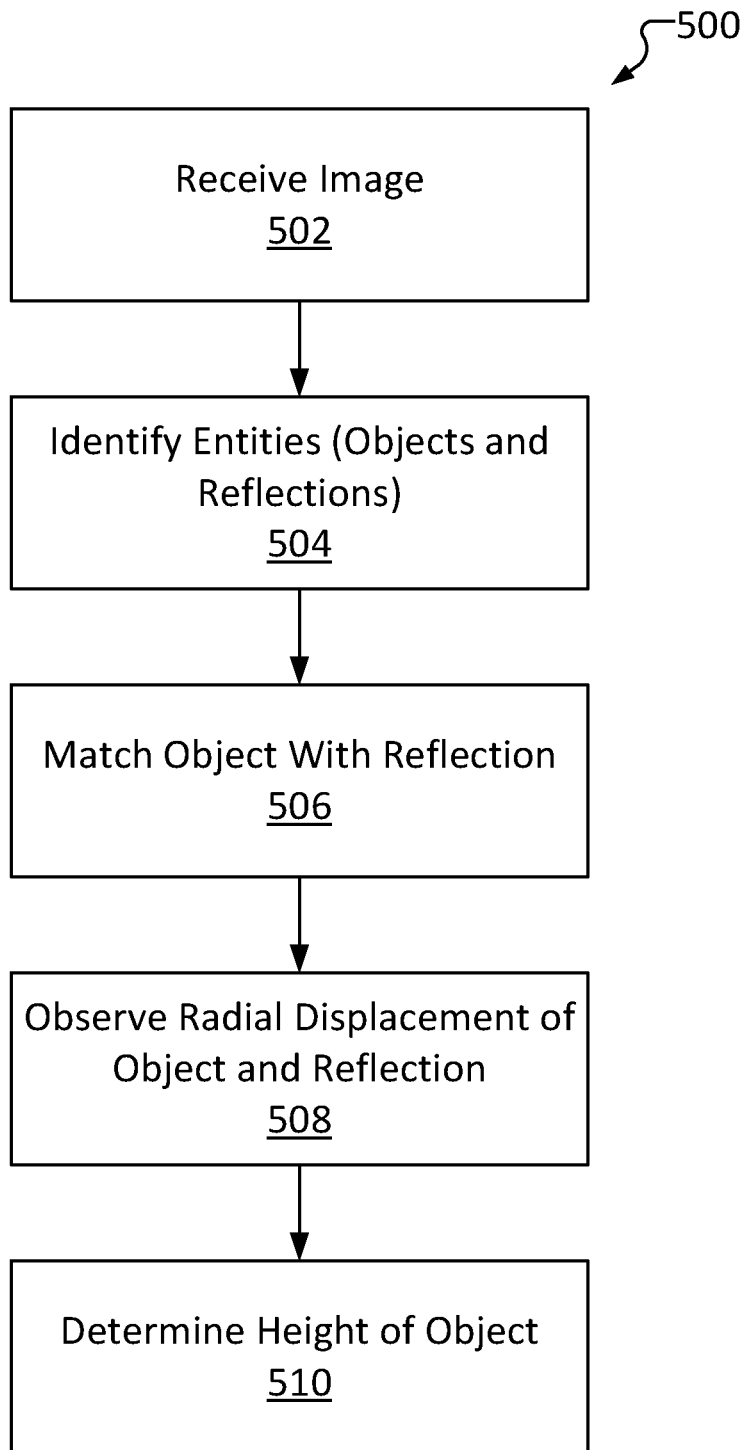 500
Receive Image
502
Identify Entities (Objects and
Reflections)
504
Match Object With Reflection
506
Observe Radial Displacement of
Object and Reflection
508
Determine Height of Object
510